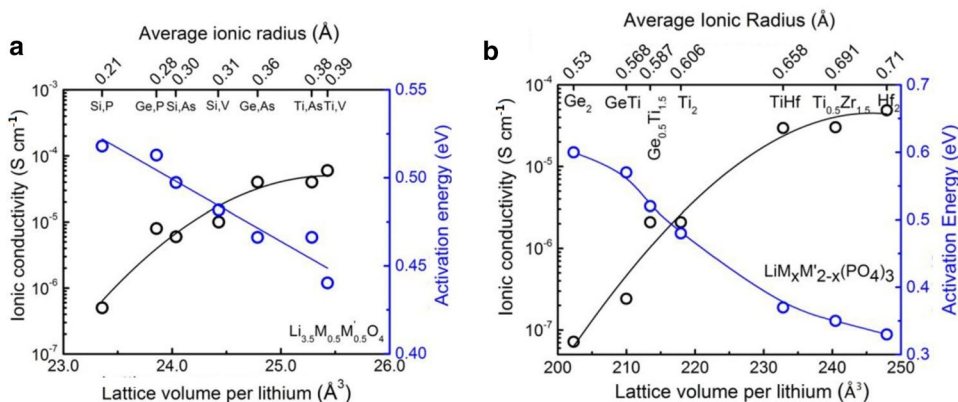 a
Average ionic radius (Å)
0.21 0.28 0.30 0.31 0.36 0.38 0.39
Si,P Ge,P Si,As Si,V Ge,As Ti,As Ti,V
Ionic conductivity (S cm⁻¹)
10⁻³
10⁻⁴
10⁻⁵
10⁻⁶
10⁻⁷
Activation energy (eV)
0.55
0.50
0.45
0.40
Li3.5M0.5M'0.5O4
23.0 24.0 25.0 26.0
Lattice volume per lithium (Å³)
b
Average Ionic Radius (Å)
0.53 0.568 0.587 0.606 0.658 0.691 0.71
Ge2 GeTi Ge0.5Ti1.5 Ti2 TiHf Ti0.5Zr1.5 Hf2
Ionic conductivity (S cm⁻¹)
10⁻⁴
10⁻⁵
10⁻⁶
10⁻⁷
Activation Energy (eV)
0.7
0.6
0.5
0.4
0.3
LiMxM'2-x(PO4)3
200 210 220 230 240 250
Lattice volume per lithium (Å³)